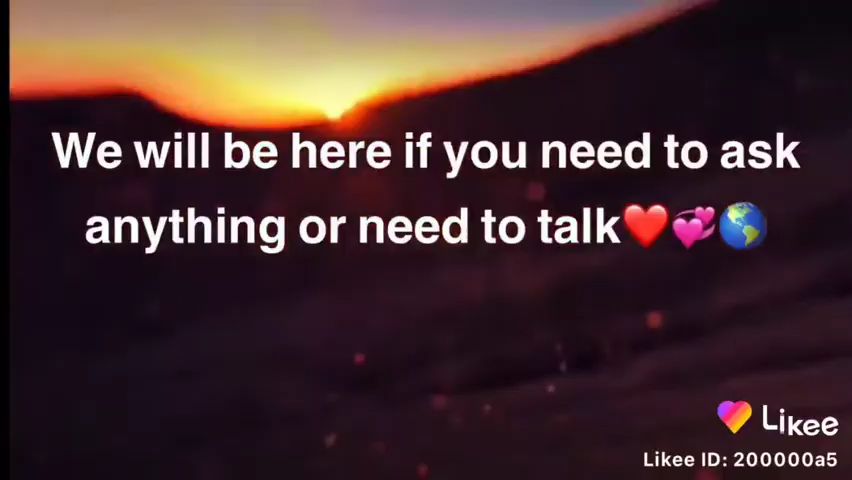 We will be here if you need to ask
anything or need to talk❤️💞🌎
Likee
Likee ID: 200000a5